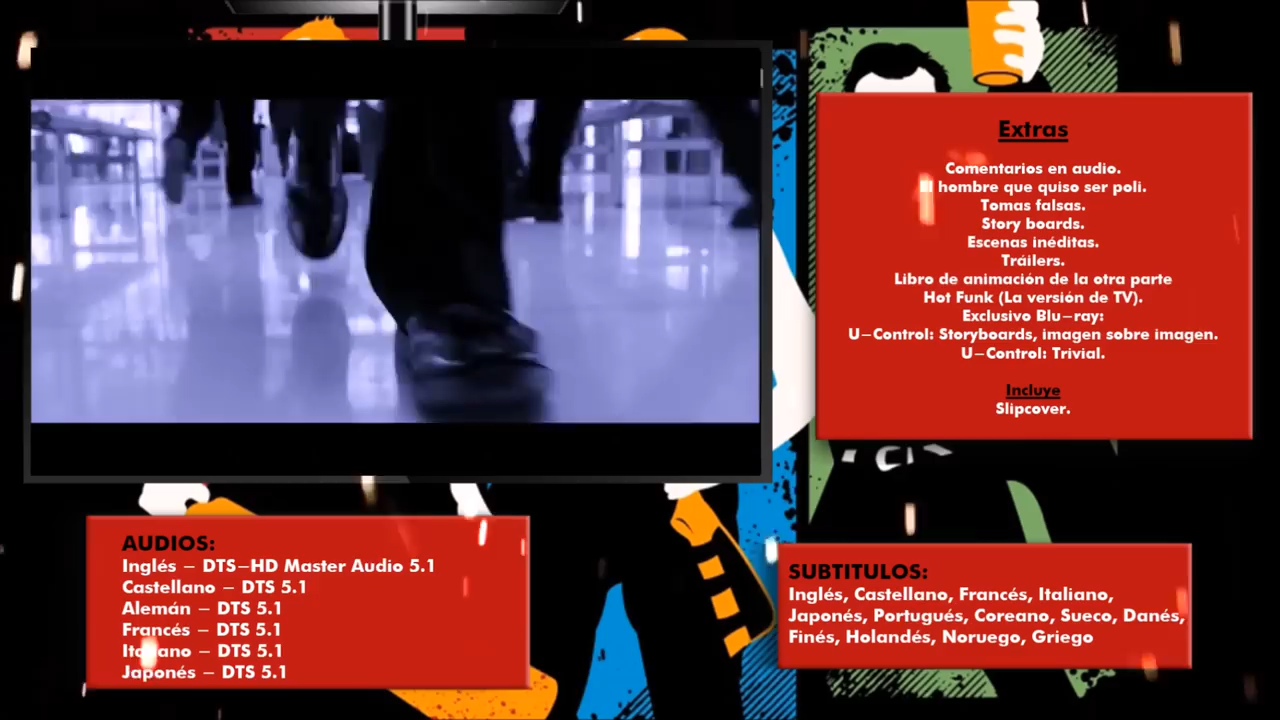 Extras
Comentarios en audio.
El hombre que quiso ser poli.
Tomas falsas.
Story boards.
Escenas inéditas.
Tráilers.
Libro de animación de la otra parte
Hot Funk (La versión de TV).
Exclusivo Blu-ray:
U-Control: Storyboards, imagen sobre imagen.
U-Control: Trivial.
Incluye
Slipcover.
AUDIOS:
Inglés - DTS-HD Master Audio 5.1
Castellano - DTS 5.1
Alemán - DTS 5.1
Francés - DTS 5.1
Italiano - DTS 5.1
Japonés - DTS 5.1
SUBTITULOS:
Inglés, Castellano, Francés, Italiano,
Japonés, Portugués, Coreano, Sueco, Danés,
Finés, Holandés, Noruego, Griego